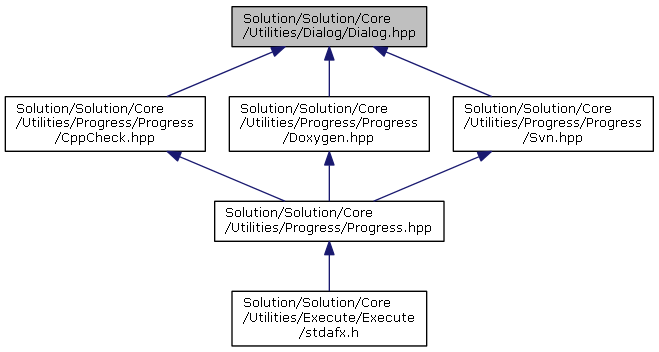 Solution/Solution/Core
/Utilities/Dialog/Dialog.hpp
Solution/Solution/Core
/Utilities/Progress/Progress
/CppCheck.hpp
Solution/Solution/Core
/Utilities/Progress/Progress
/Doxygen.hpp
Solution/Solution/Core
/Utilities/Progress/Progress
/Svn.hpp
Solution/Solution/Core
/Utilities/Progress/Progress.hpp
Solution/Solution/Core
/Utilities/Execute/Execute
/stdafx.h